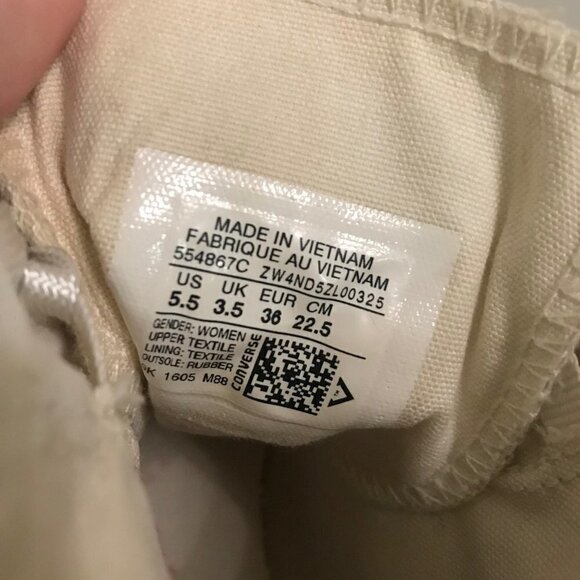 MADE IN VIETNAM
FABRIQUE AU VIETNAM
554867C ZW4ND5ZL00325
US UK EUR CM
5.5 3.5 36 22.5
GENDER: WOMEN
UPPER TEXTILE
LINING: TEXTILE
OUTSOLE: RUBBER
1605 M88
CONVERSE